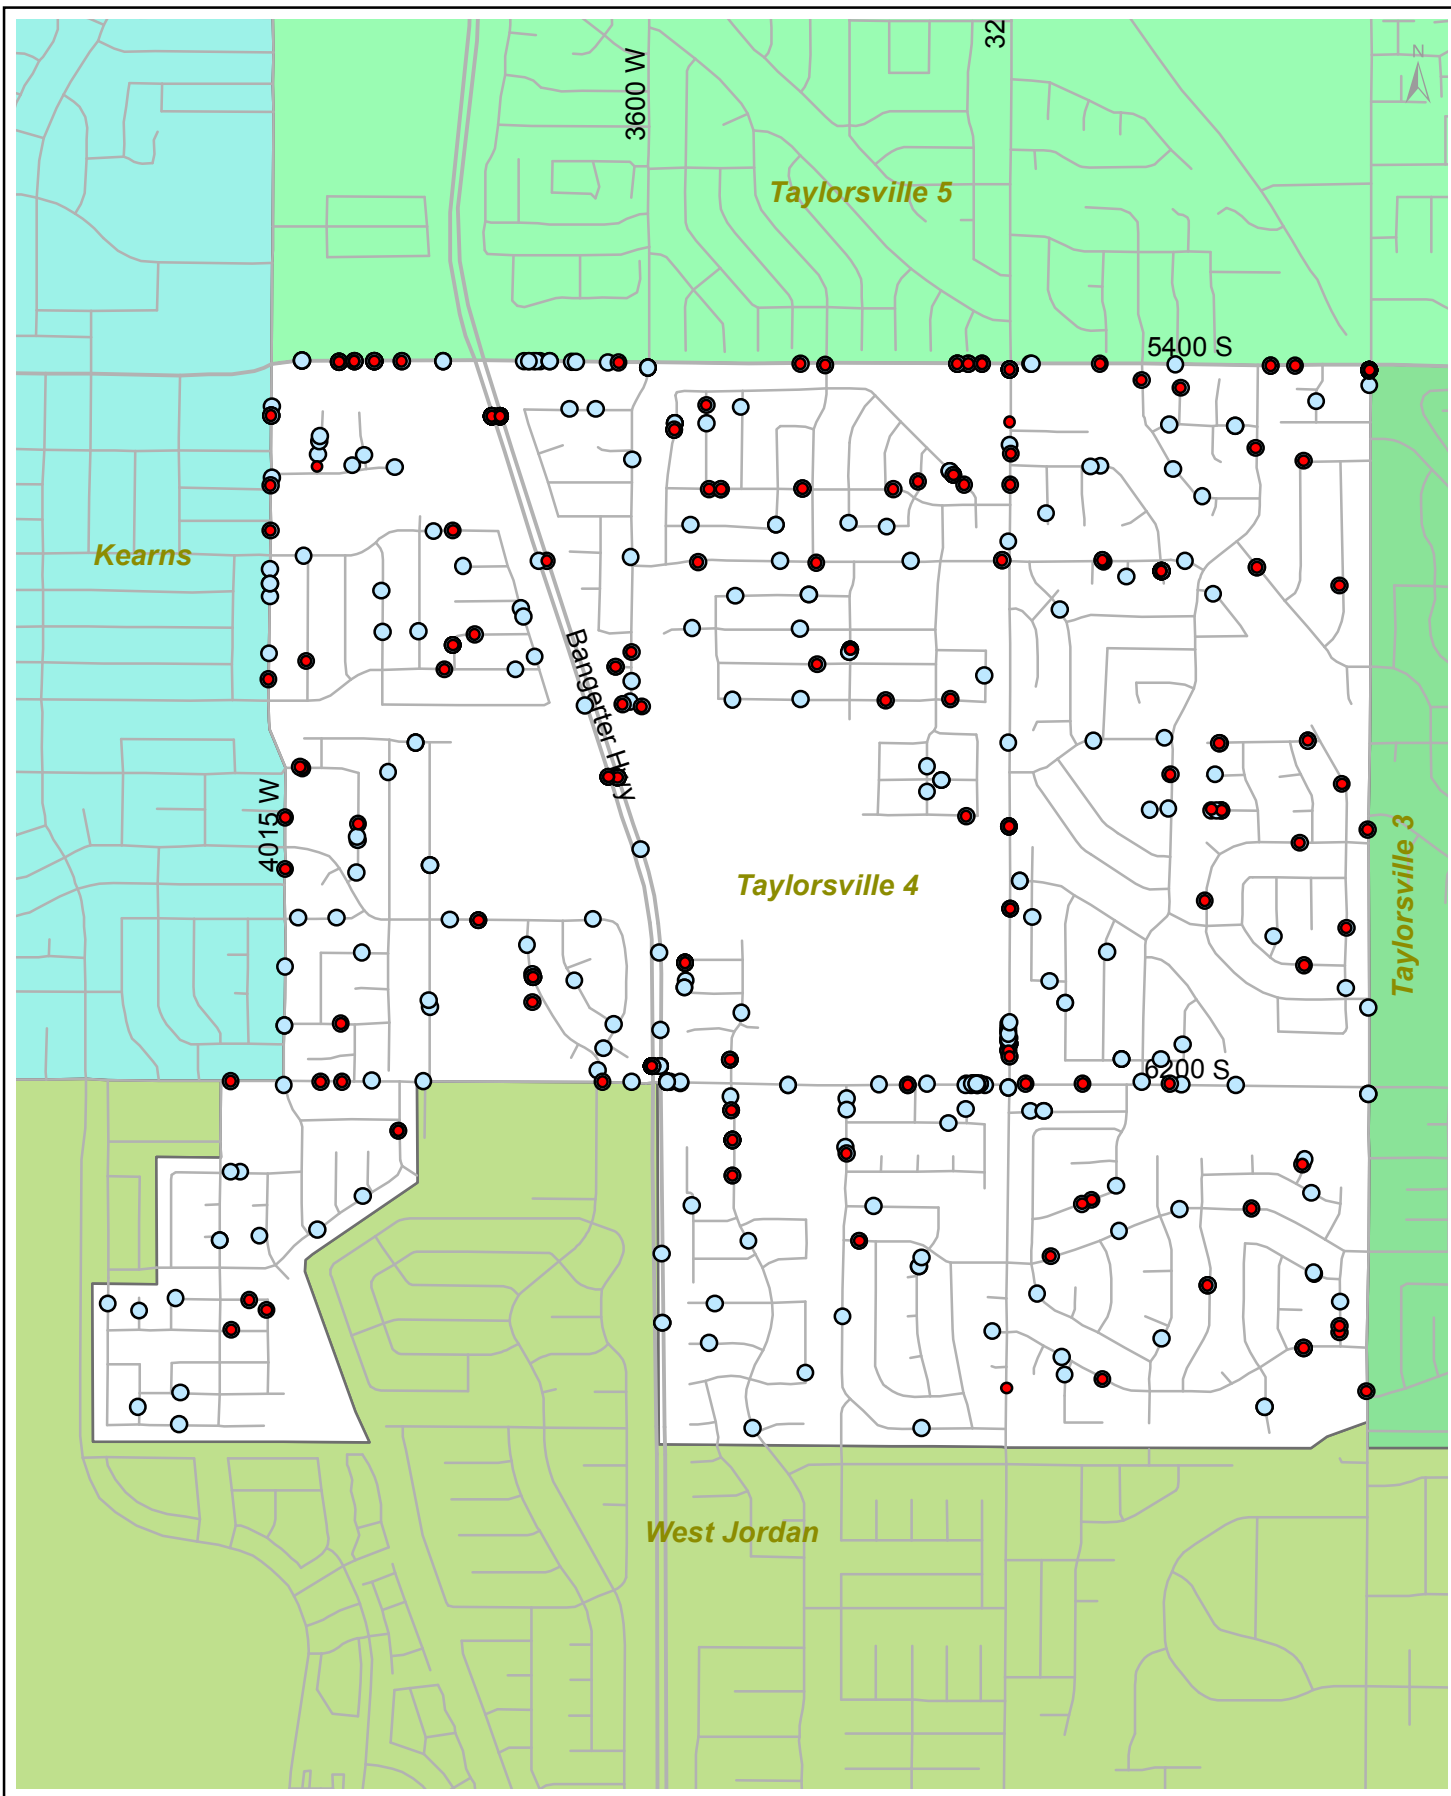 N
32
3600 W
Taylorsville 5
5400 S
Kearns
Bangerter Hwy
4015 W
Taylorsville 4
Taylorsville 3
6200 S
West Jordan